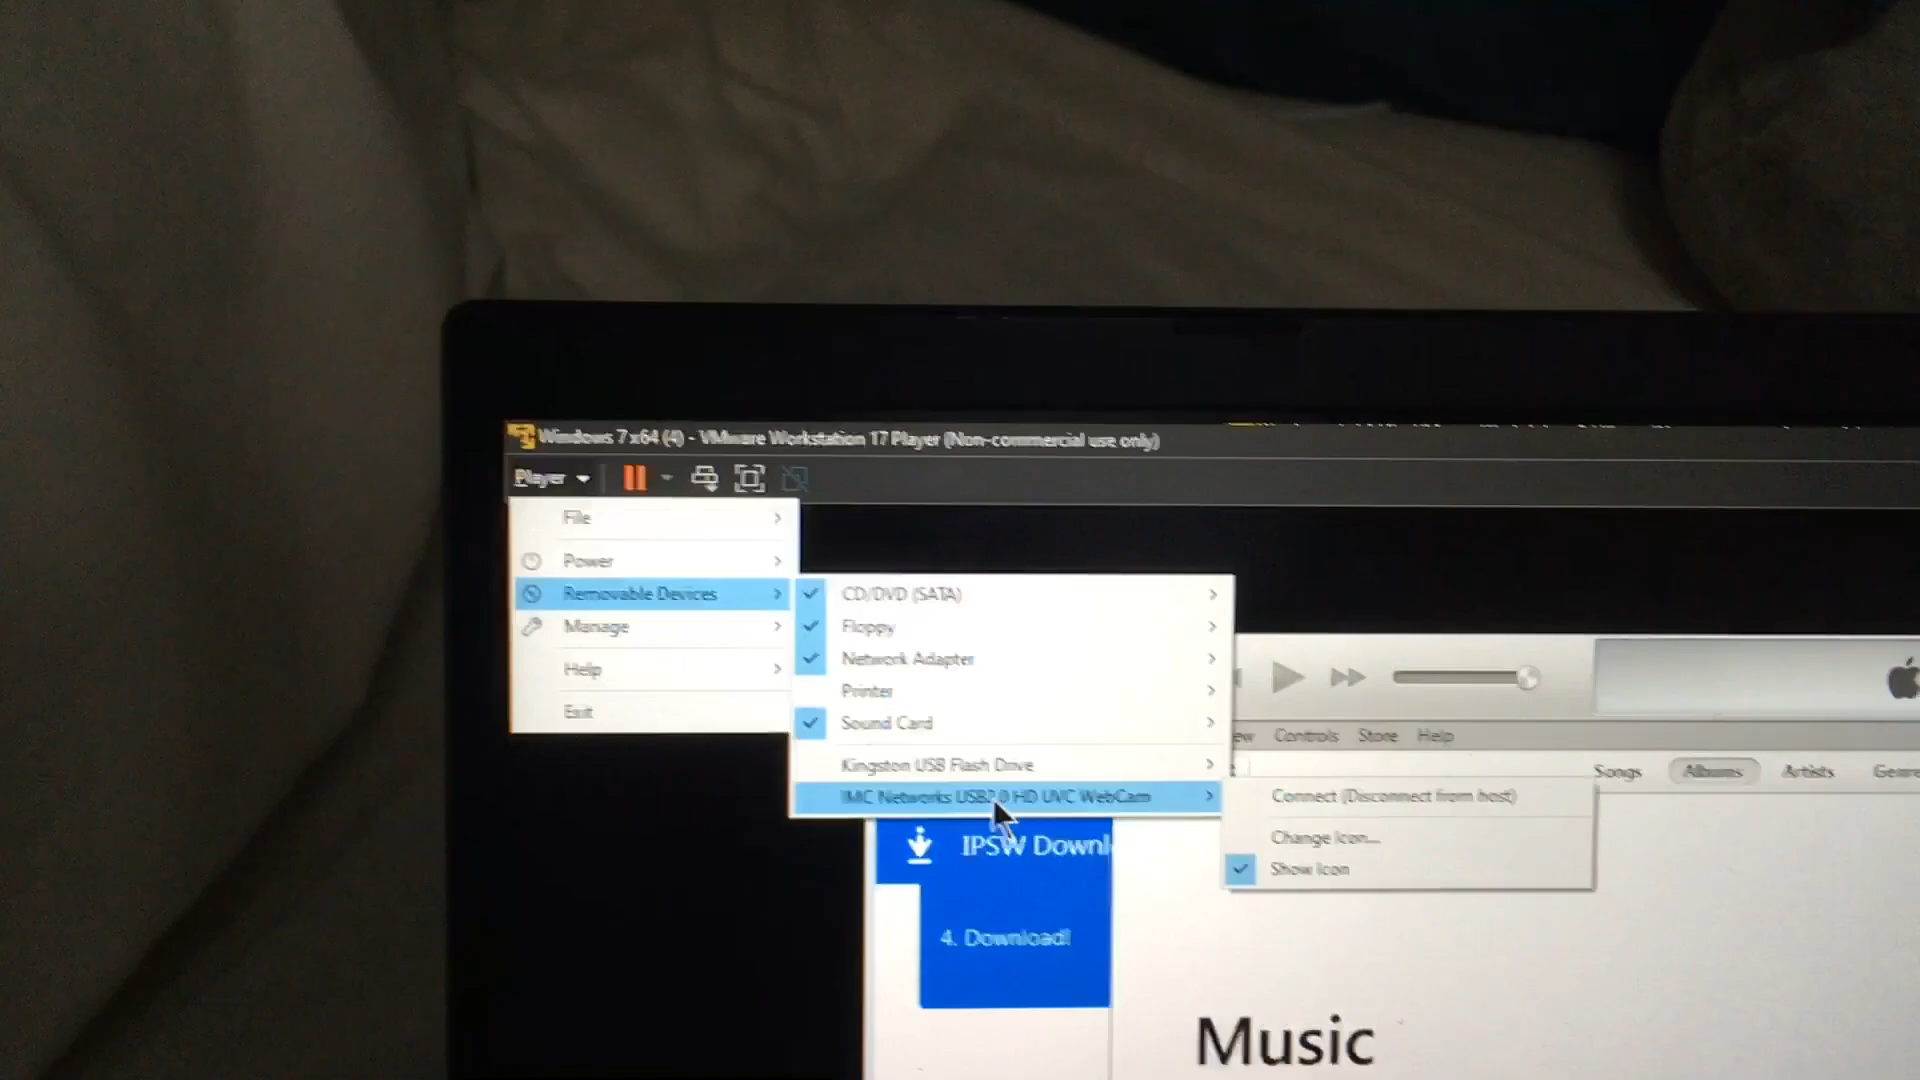 Windows 7 x64 (4) - VMware Workstation 17 Player (Non-commercial use only)
Player
File
Power
Removable Devices
Manage
Help
Exit
CD/DVD (SATA)
Floppy
Network Adapter
Printer
Sound Card
Kingston USB Flash Drive
IMC Networks USB2.0 HD UVC WebCam
Connect (Disconnect from host)
Change Icon...
Show Icon
Controls Store Help
Songs Albums Artists
IPSW Downl
4. Download!
Music